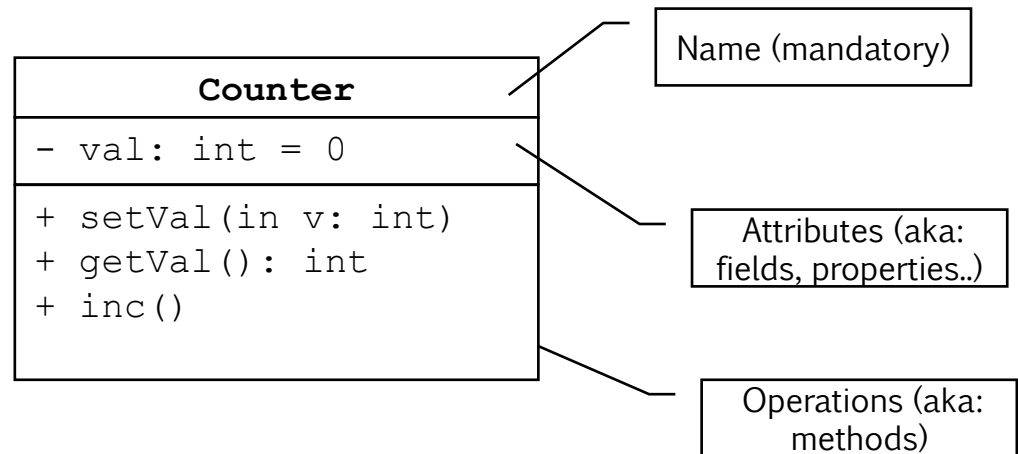 Counter
- val: int = 0
+ setVal(in v: int)
+ getVal(): int
+ inc()
Name (mandatory)
Attributes (aka:
fields, properties..)
Operations (aka:
methods)